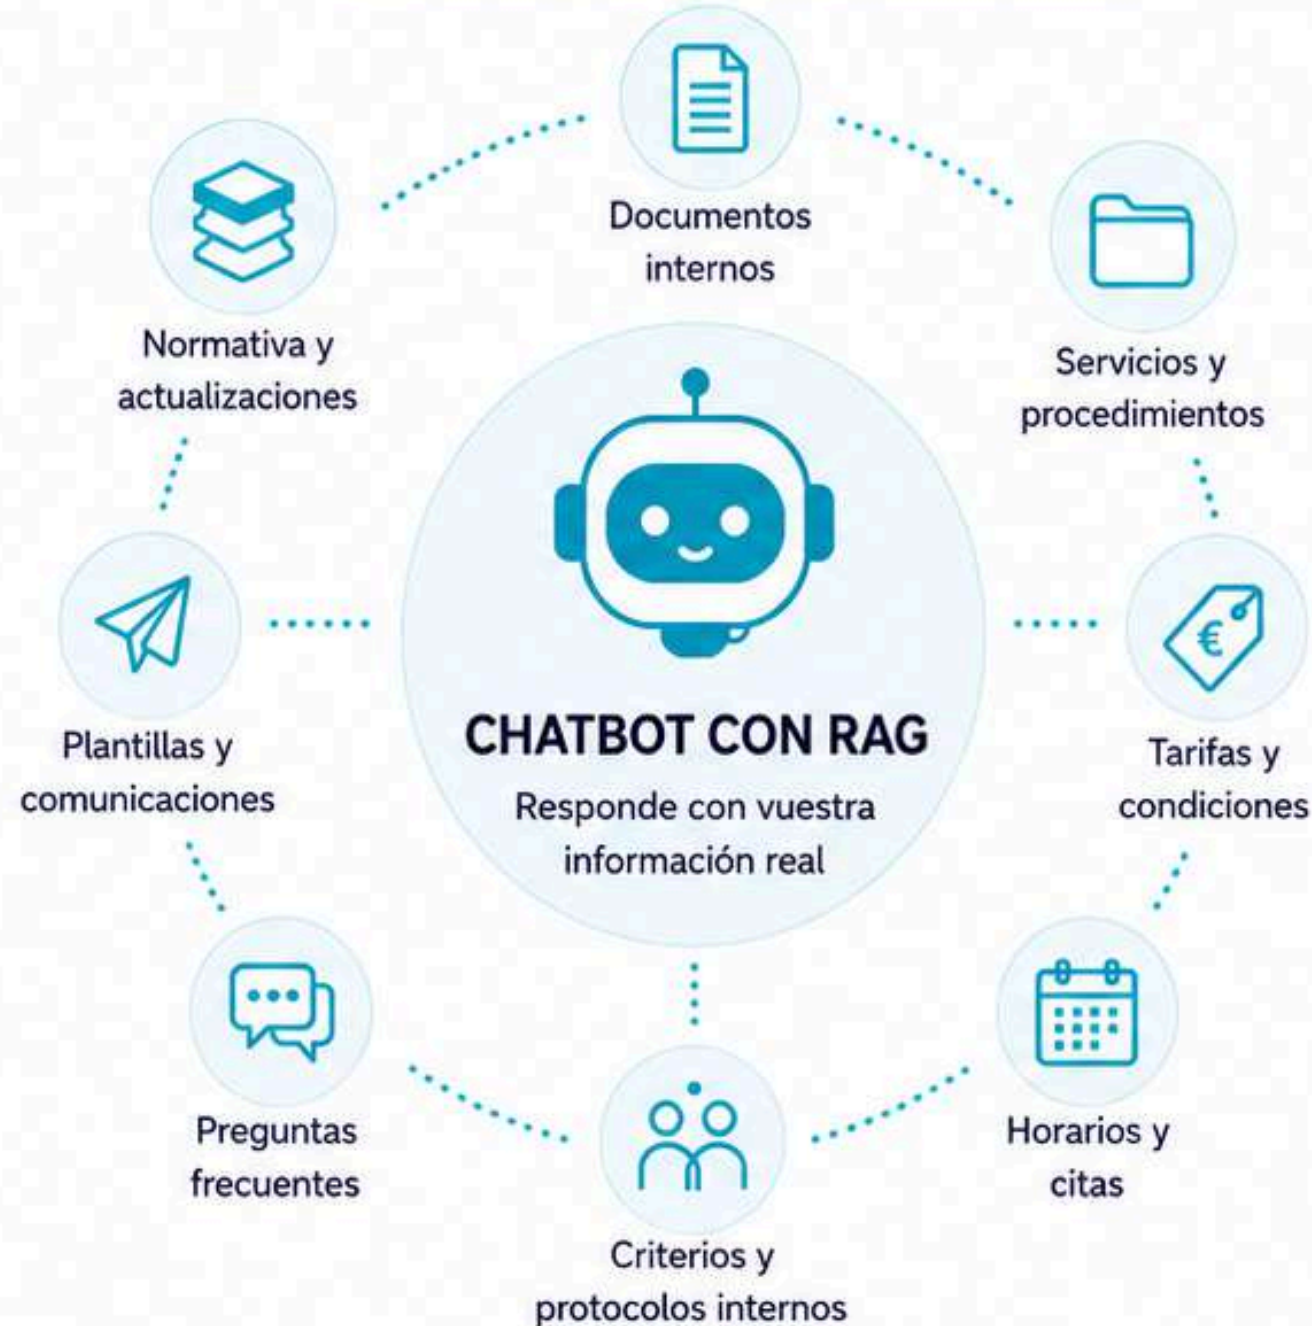 Documentos
internos
Normativa y
actualizaciones
Servicios y
procedimientos
€
CHATBOT CON RAG
Responde con vuestra
información real
Plantillas y
comunicaciones
Tarifas y
condiciones
Preguntas
frecuentes
Horarios y
citas
Criterios y
protocolos internos